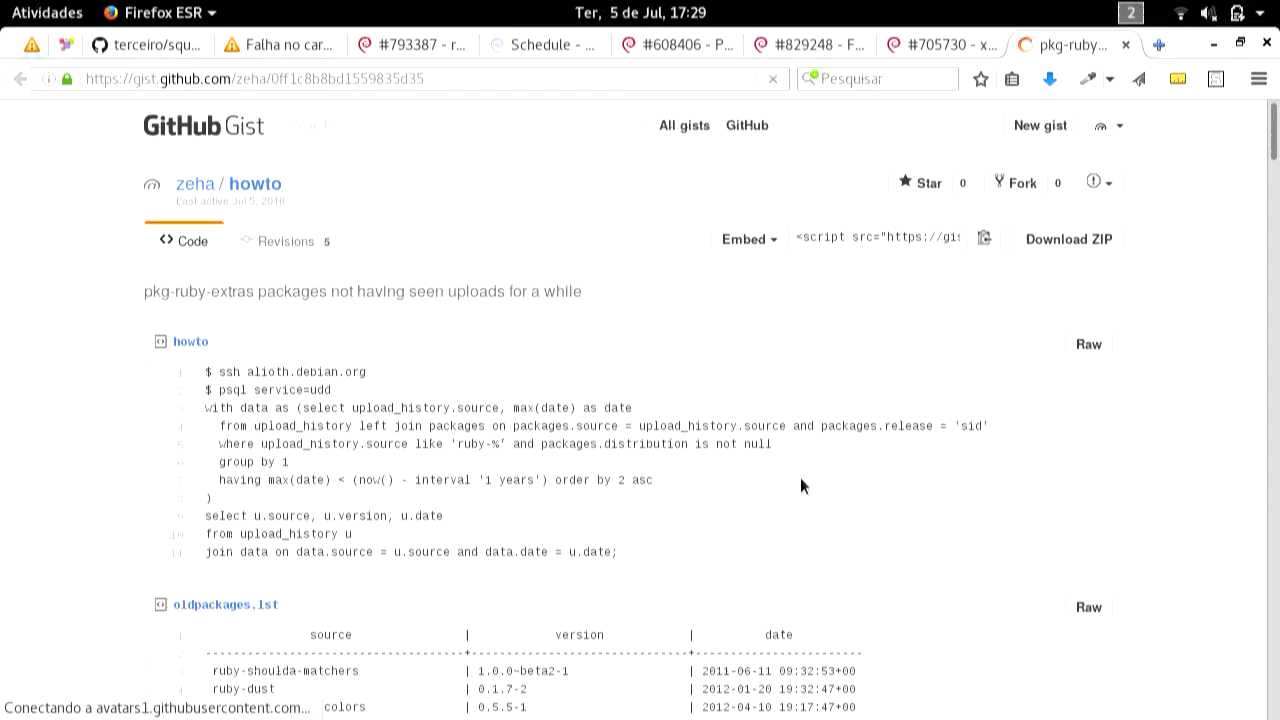 Atividades Firefox ESR Ter, 5 de Jul, 17:29 2
terceiro/squ... Falha no car... #793387 - r... Schedule - ... #608406 - P... #829248 - F... #705730 - x... pkg-ruby...
https://gist.github.com/zeha/0ff1c8b8bd1559835d35 Pesquisar
GitHub Gist All gists GitHub New gist
zeha / howto Star 0 Fork 0
Last active Jul 5, 2016
Code Revisions 5 Embed <script src="https://gis Download ZIP
pkg-ruby-extras packages not having seen uploads for a while
howto Raw
1 $ ssh alioth.debian.org
2 $ psql service=udd
3 with data as (select upload_history.source, max(date) as date
4 from upload_history left join packages on packages.source = upload_history.source and packages.release = 'sid'
5 where upload_history.source like 'ruby-%' and packages.distribution is not null
6 group by 1
7 having max(date) < (now() - interval '1 years') order by 2 asc
8 )
9 select u.source, u.version, u.date
10 from upload_history u
11 join data on data.source = u.source and data.date = u.date;
oldpackages.lst Raw
1 source | version | date
2 -------------------------------------+-------------------------------+------------------------
3 ruby-shoulda-matchers | 1.0.0~beta2-1 | 2011-06-11 09:32:53+00
4 ruby-dust | 0.1.7-2 | 2012-01-20 19:32:47+00
colors | 0.5.5-1 | 2012-04-10 19:17:47+00
Conectando a avatars1.githubusercontent.com...